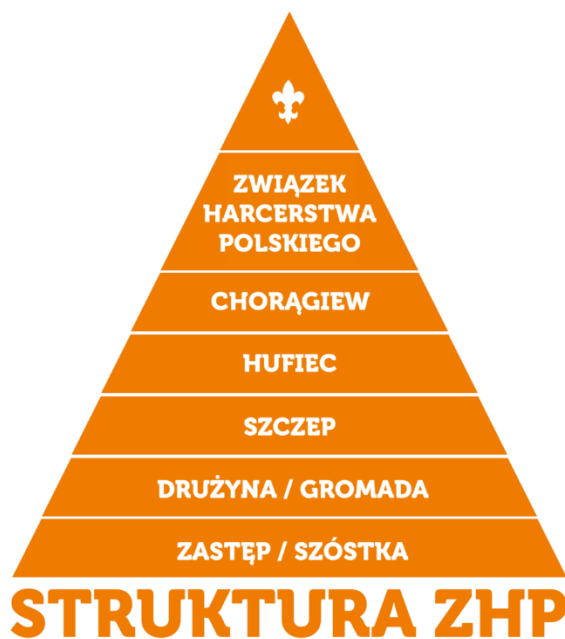 ZWIĄZEK
HARCERSTWA
POLSKIEGO
CHORĄGIEW
HUFIEC
SZCZEP
DRUŻYNA / GROMADA
ZASTĘP / SZÓSTKA
STRUKTURA ZHP